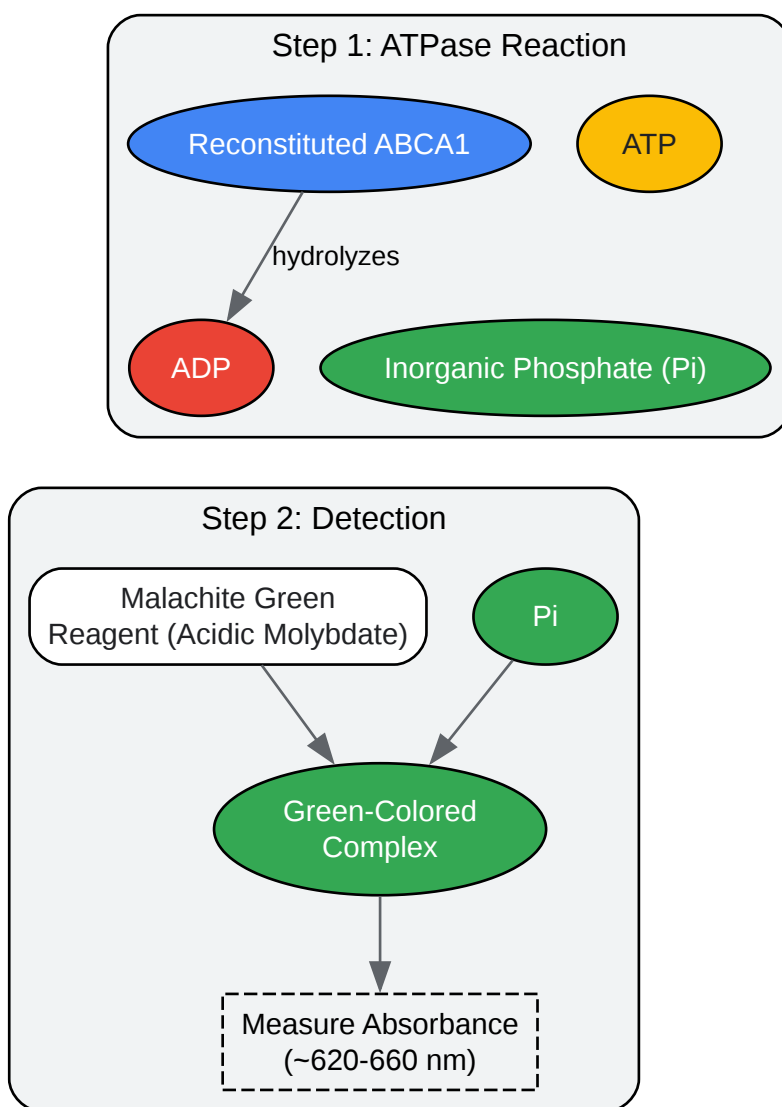 Step 1: ATPase Reaction
Reconstituted ABCA1
ATP
hydrolyzes
ADP
Inorganic Phosphate (Pi)
Step 2: Detection
Malachite Green
Reagent (Acidic Molybdate)
Pi
Green-Colored
Complex
Measure Absorbance
(~620-660 nm)